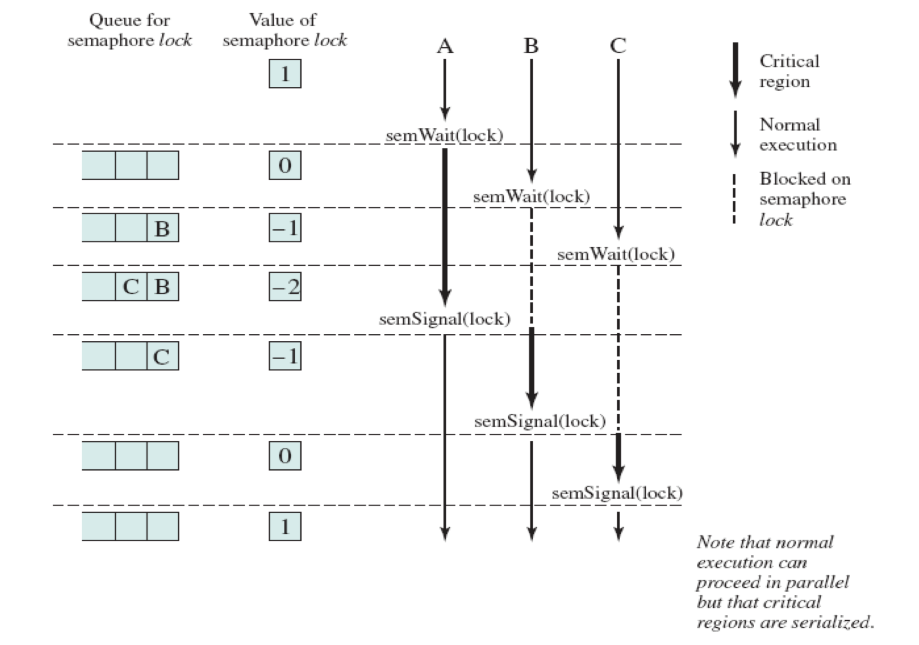 Queue for
semaphore lock
Value of
semaphore lock
A
B
C
1
Critical
region
Normal
execution
Blocked on
semaphore
lock
semWait(lock)
0
semWait(lock)
B
–1
semWait(lock)
C B
–2
semSignal(lock)
C
–1
semSignal(lock)
0
semSignal(lock)
1
Note that normal
execution can
proceed in parallel
but that critical
regions are serialized.